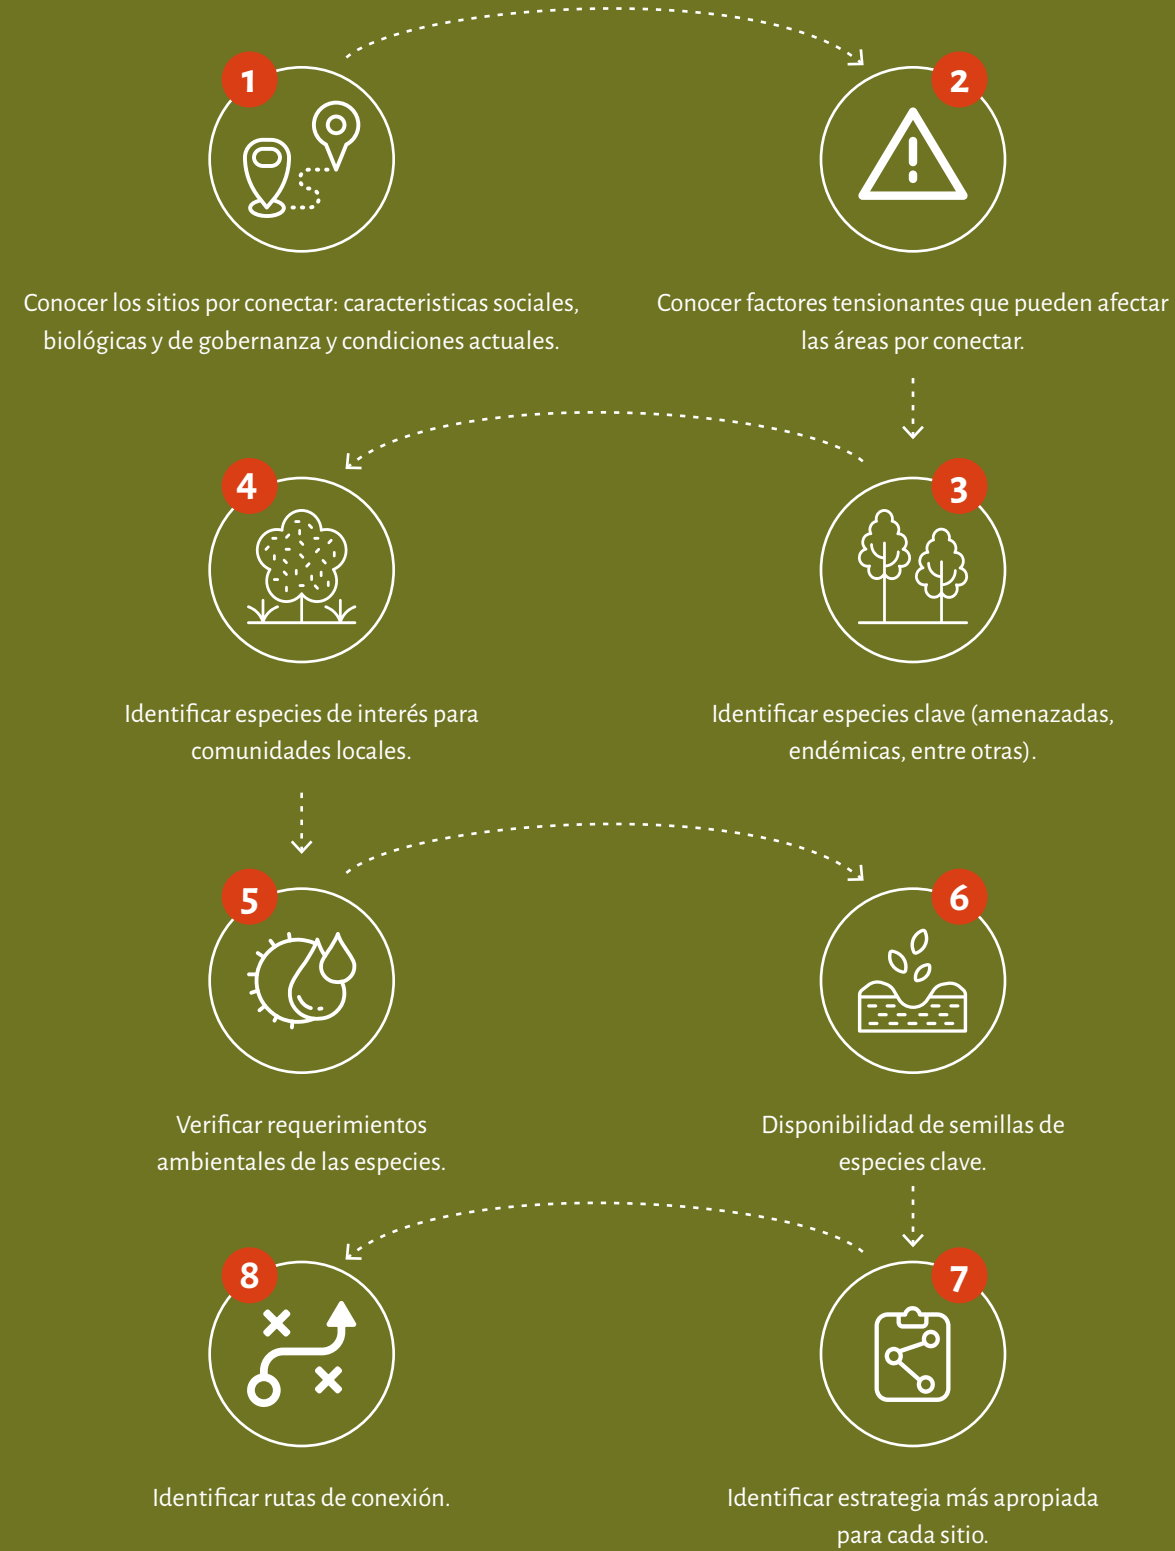 1
Conocer los sitios por conectar: caracteristicas sociales,
biológicas y de gobernanza y condiciones actuales.
2
Conocer factores tensionantes que pueden afectar
las áreas por conectar.
3
Identificar especies clave (amenazadas,
endémicas, entre otras).
4
Identificar especies de interés para
comunidades locales.
5
Verificar requerimientos
ambientales de las especies.
6
Disponibilidad de semillas de
especies clave.
7
Identificar estrategia más apropiada
para cada sitio.
8
Identificar rutas de conexión.